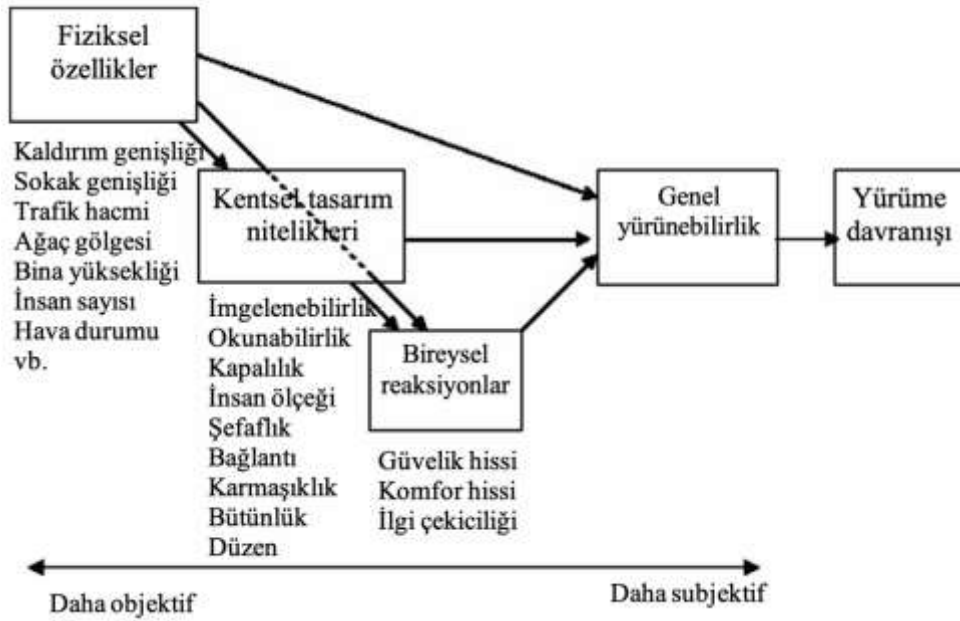 Fiziksel
özellikler
Kaldırım genişliği
Sokak genişliği
Trafik hacmi
Ağaç gölgesi
Bina yüksekliği
İnsan sayısı
Hava durumu
vb.
Kentsel tasarım
nitelikleri
İmgelenebilirlik
Okunabilirlik
Kapalılık
İnsan ölçeği
Şefaflık
Bağlantı
Karmaşıklık
Bütünlük
Düzen
Bireysel
reaksiyonlar
Güvelik hissi
Komfor hissi
İlgi çekiciliği
Genel
yürünebilirlik
Yürüme
davranışı
Daha objektif
Daha subjektif